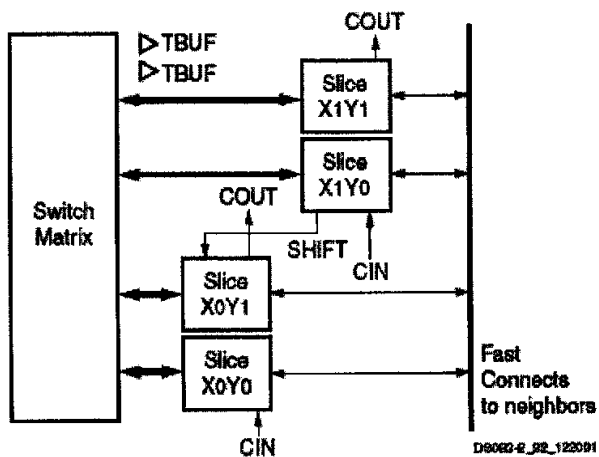 COUT
TBUF
TBUF
Slice
X1Y1
Slice
X1Y0
COUT
Switch
Matrix
SHIFT
CIN
Slice
X0Y1
Slice
X0Y0
Fast
Connects
to neighbors
CIN